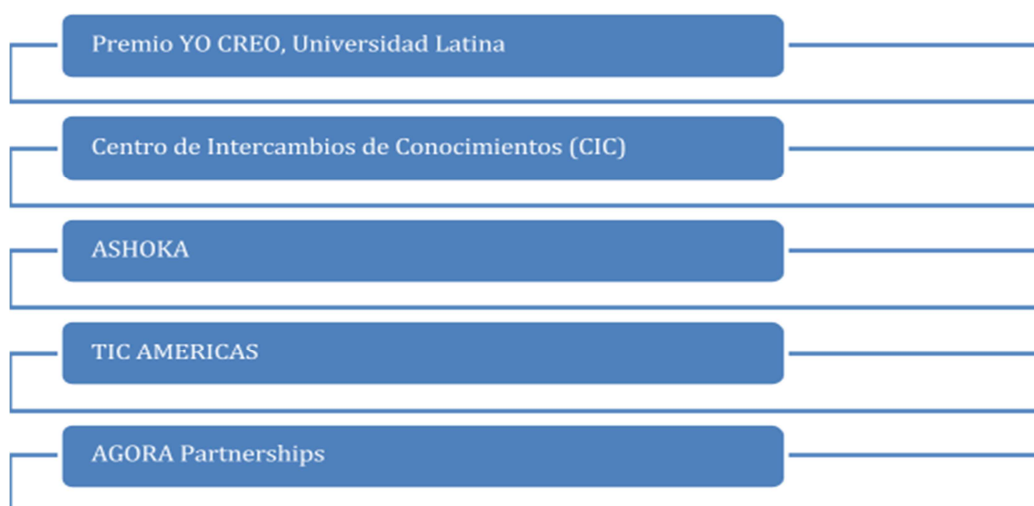 Premio YO CREO, Universidad Latina
Centro de Intercambios de Conocimientos (CIC)
ASHOKA
TIC AMERICAS
AGORA Partnerships